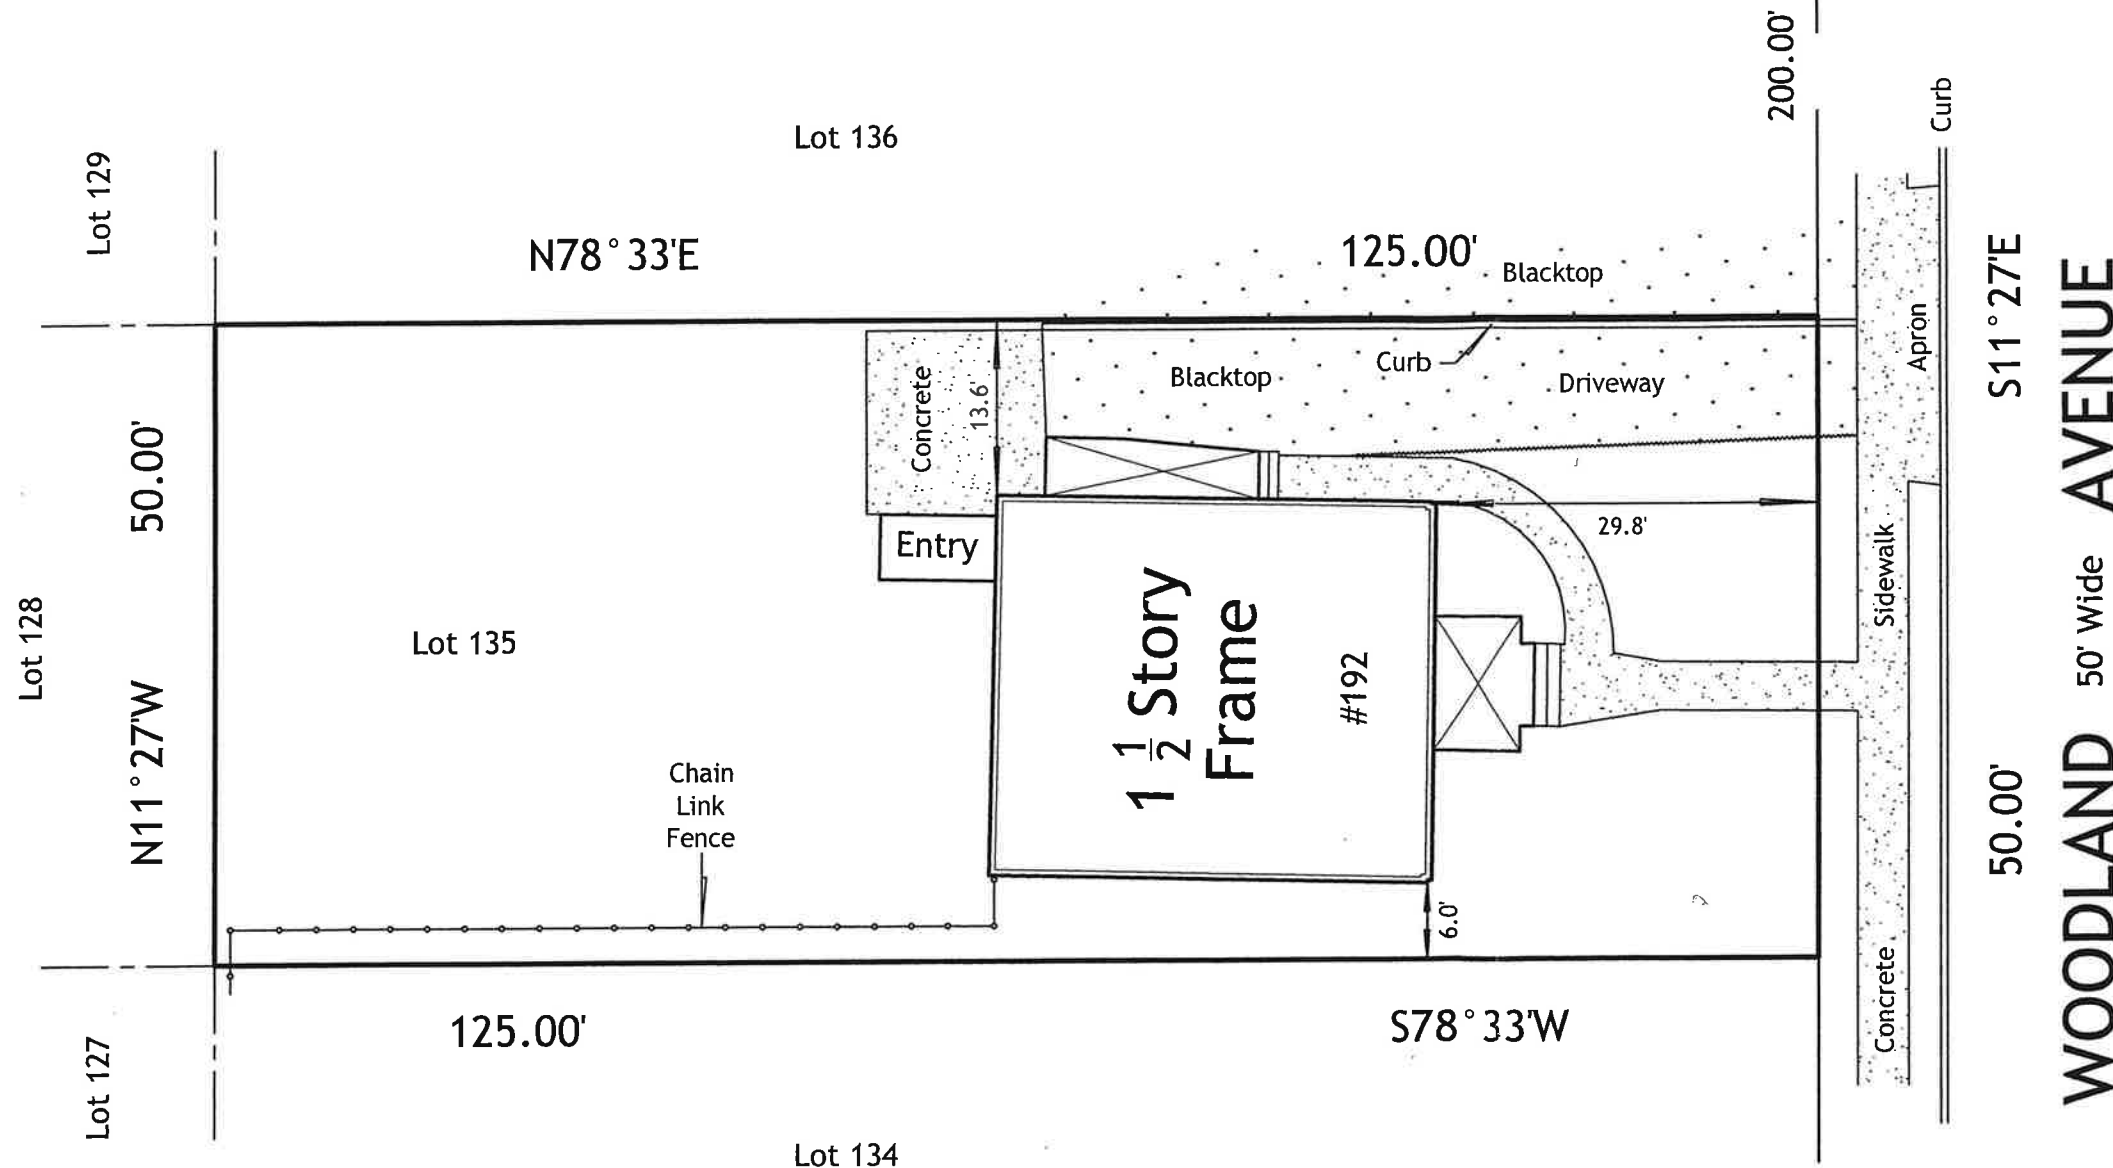 Lot 136
Lot 129
200.00'
Curb
N78°33'E
125.00'
Blacktop
S11°27'E
50.00'
Concrete
13.6'
Blacktop
Curb
Driveway
Apron
Entry
29.8'
Lot 128
Lot 135
1 1/2 Story
Frame
#192
Sidewalk
50' Wide
WOODLAND AVENUE
N11°27'W
Chain
Link
Fence
6.0'
50.00'
Concrete
125.00'
S78°33'W
Lot 127
Lot 134